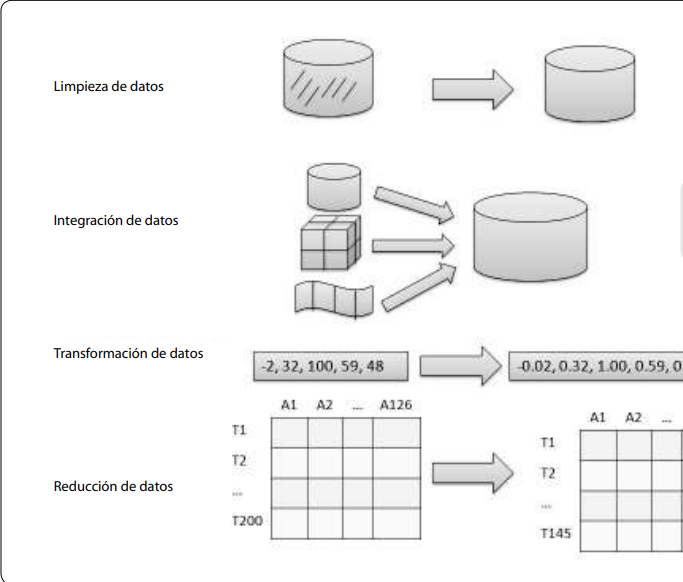 Limpieza de datos
Integración de datos
Transformación de datos
-2, 32, 100, 59, 48
-0.02, 0.32, 1.00, 0.59, 0.
A1 A2 ... A126
T1
T2
...
T200
Reducción de datos
A1 A2 ...
T1
T2
...
T145